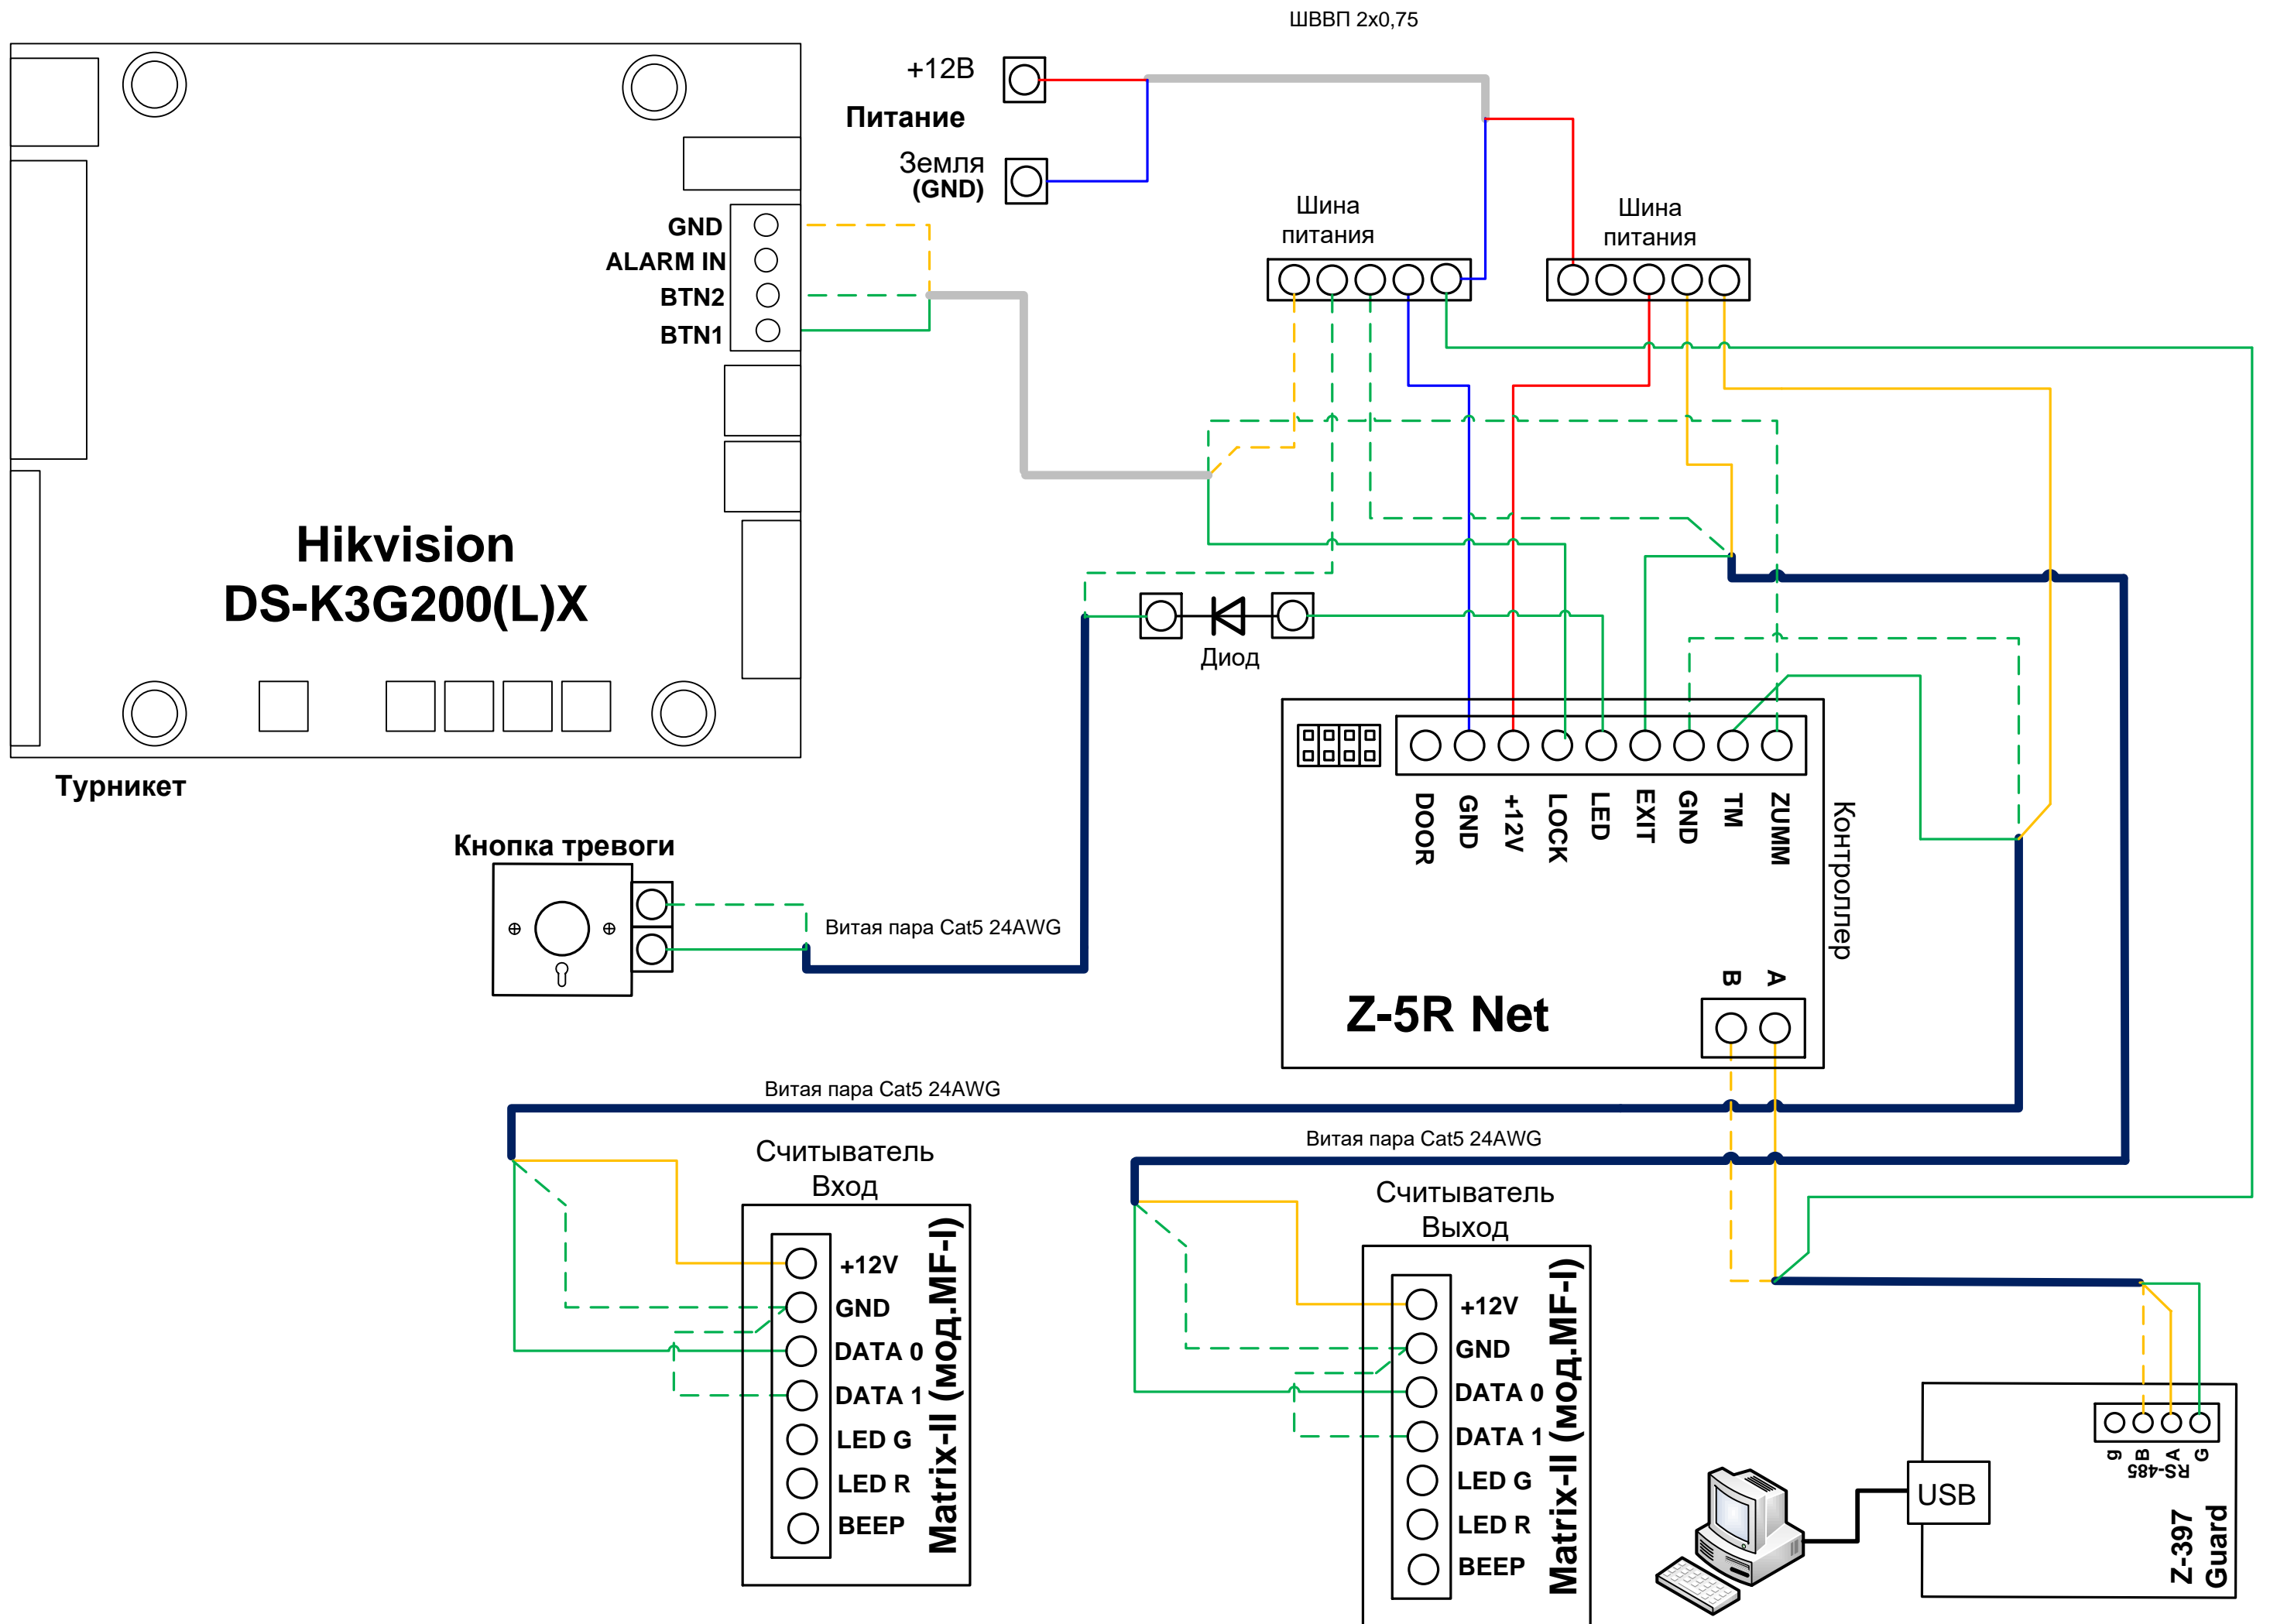 ШВВП 2х0,75
+12В
Питание
Земля
(GND)
Шина
питания
Шина
питания
GND
ALARM IN
BTN2
BTN1
Hikvision
DS-K3G200(L)X
Турникет
Диод
Кнопка тревоги
Витая пара Cat5 24AWG
DOOR
GND
+12V
LOCK
LED
EXIT
GND
TM
ZUMM
Контроллер
B
A
Z-5R Net
Витая пара Cat5 24AWG
Витая пара Cat5 24AWG
Считыватель
Вход
+12V
GND
DATA 0
DATA 1
LED G
LED R
BEEP
Matrix-II (мод.MF-I)
Считыватель
Выход
+12V
GND
DATA 0
DATA 1
LED G
LED R
BEEP
Matrix-II (мод.MF-I)
g
B
A
G
RS-485
USB
Z-397
Guard